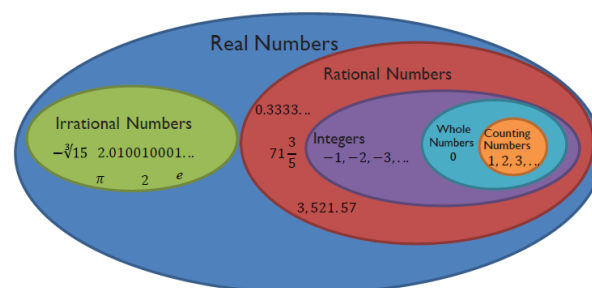 Real Numbers
Rational Numbers
Irrational Numbers
-∛15 2.010010001...
π 2 e
0.3333..
71 3/5
3,521.57
Integers
-1, -2, -3, ...
Whole
Numbers
0
Counting
Numbers
1, 2, 3, ...